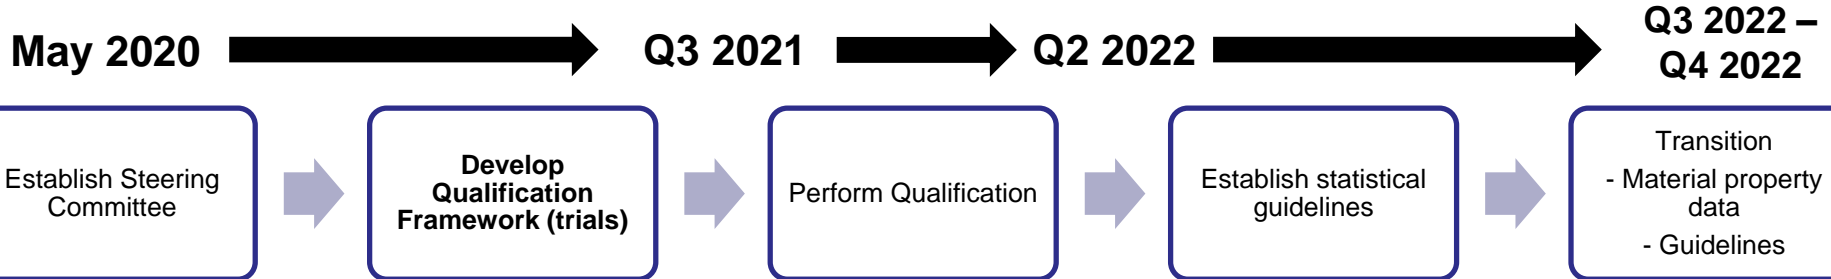 May 2020
Q3 2021
Q2 2022
Q3 2022 –
Q4 2022
Establish Steering
Committee
Develop
Qualification
Framework (trials)
Perform Qualification
Establish statistical
guidelines
Transition
- Material property
data
- Guidelines